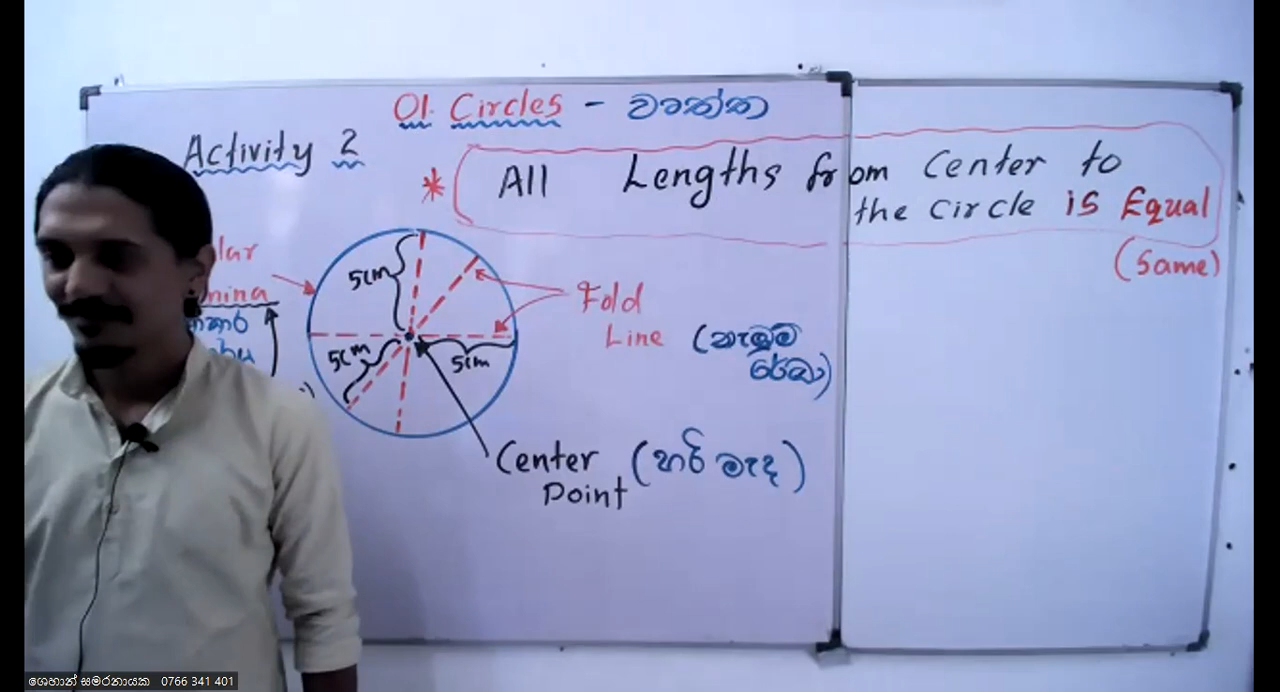 01. Circles - වෘත්ත
Activity 2
* All Lengths from Center to
the Circle is Equal
(Same)
5cm
5cm
5cm
Fold
Line (නැමුම්
රේඛා)
Center (හරි මැද)
Point
ශෙහාන් සමරනායක 0766 341 401